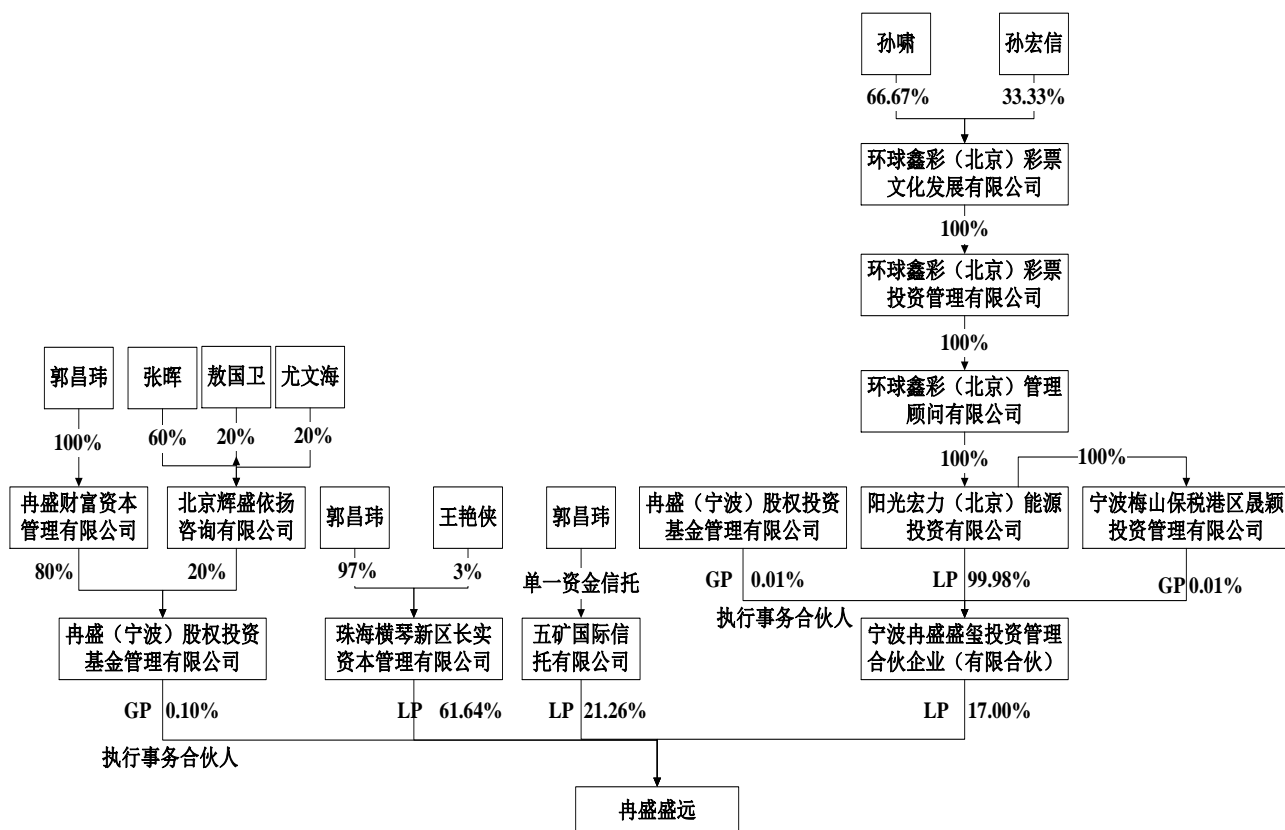 孙啸
孙宏信
66.67%
33.33%
环球鑫彩（北京）彩票
文化发展有限公司
100%
环球鑫彩（北京）彩票
投资管理有限公司
100%
郭昌玮
张晖
敖国卫
尤文海
环球鑫彩（北京）管理
顾问有限公司
100%
60%
20%
20%
100%
100%
冉盛财富资本
管理有限公司
北京辉盛依扬
咨询有限公司
郭昌玮
王艳侠
郭昌玮
冉盛（宁波）股权投资
基金管理有限公司
阳光宏力（北京）能源
投资有限公司
宁波梅山保税港区晟颖
投资管理有限公司
80%
20%
97%
3%
单一资金信托
GP 0.01%
LP 99.98%
GP 0.01%
执行事务合伙人
冉盛（宁波）股权投资
基金管理有限公司
珠海横琴新区长实
资本管理有限公司
五矿国际信
托有限公司
宁波冉盛盛玺投资管理
合伙企业（有限合伙）
GP 0.10%
LP 61.64%
LP 21.26%
LP 17.00%
执行事务合伙人
冉盛盛远